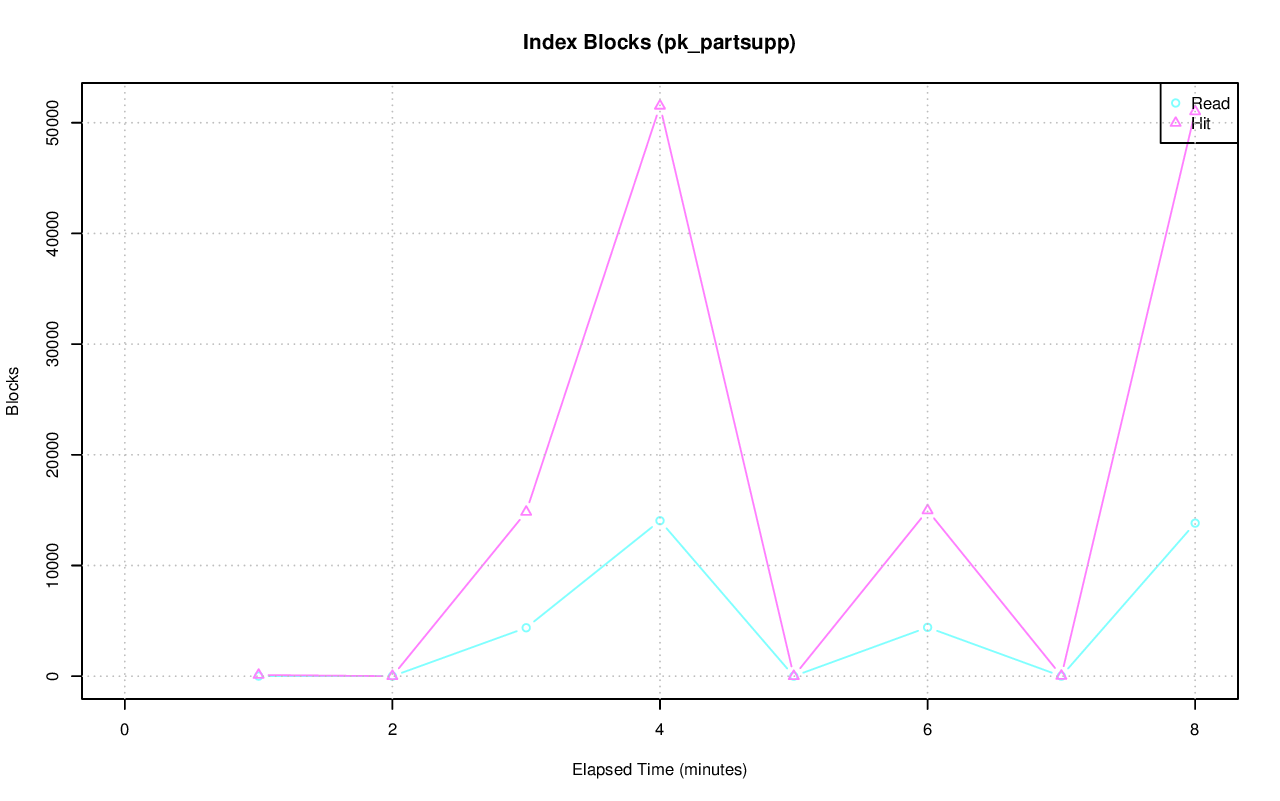 Index Blocks (pk_partsupp)
Read
Hit
50000
40000
30000
20000
10000
0
Blocks
0 2 4 6 8
Elapsed Time (minutes)